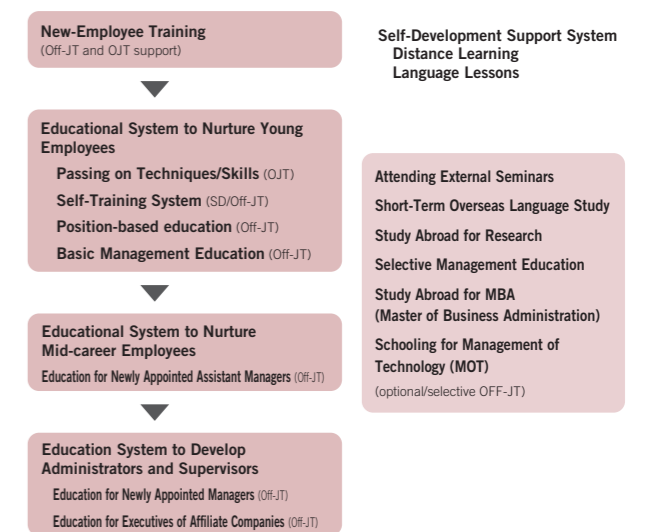 New-Employee Training
(Off-JT and OJT support)
Educational System to Nurture Young
Employees
Passing on Techniques/Skills (OJT)
Self-Training System (SD/Off-JT)
Position-based education (Off-JT)
Basic Management Education (Off-JT)
Educational System to Nurture
Mid-career Employees
Education for Newly Appointed Assistant Managers (Off-JT)
Education System to Develop
Administrators and Supervisors
Education for Newly Appointed Managers (Off-JT)
Education for Executives of Affiliate Companies (Off-JT)
Self-Development Support System
Distance Learning
Language Lessons
Attending External Seminars
Short-Term Overseas Language Study
Study Abroad for Research
Selective Management Education
Study Abroad for MBA
(Master of Business Administration)
Schooling for Management of
Technology (MOT)
(optional/selective OFF-JT)